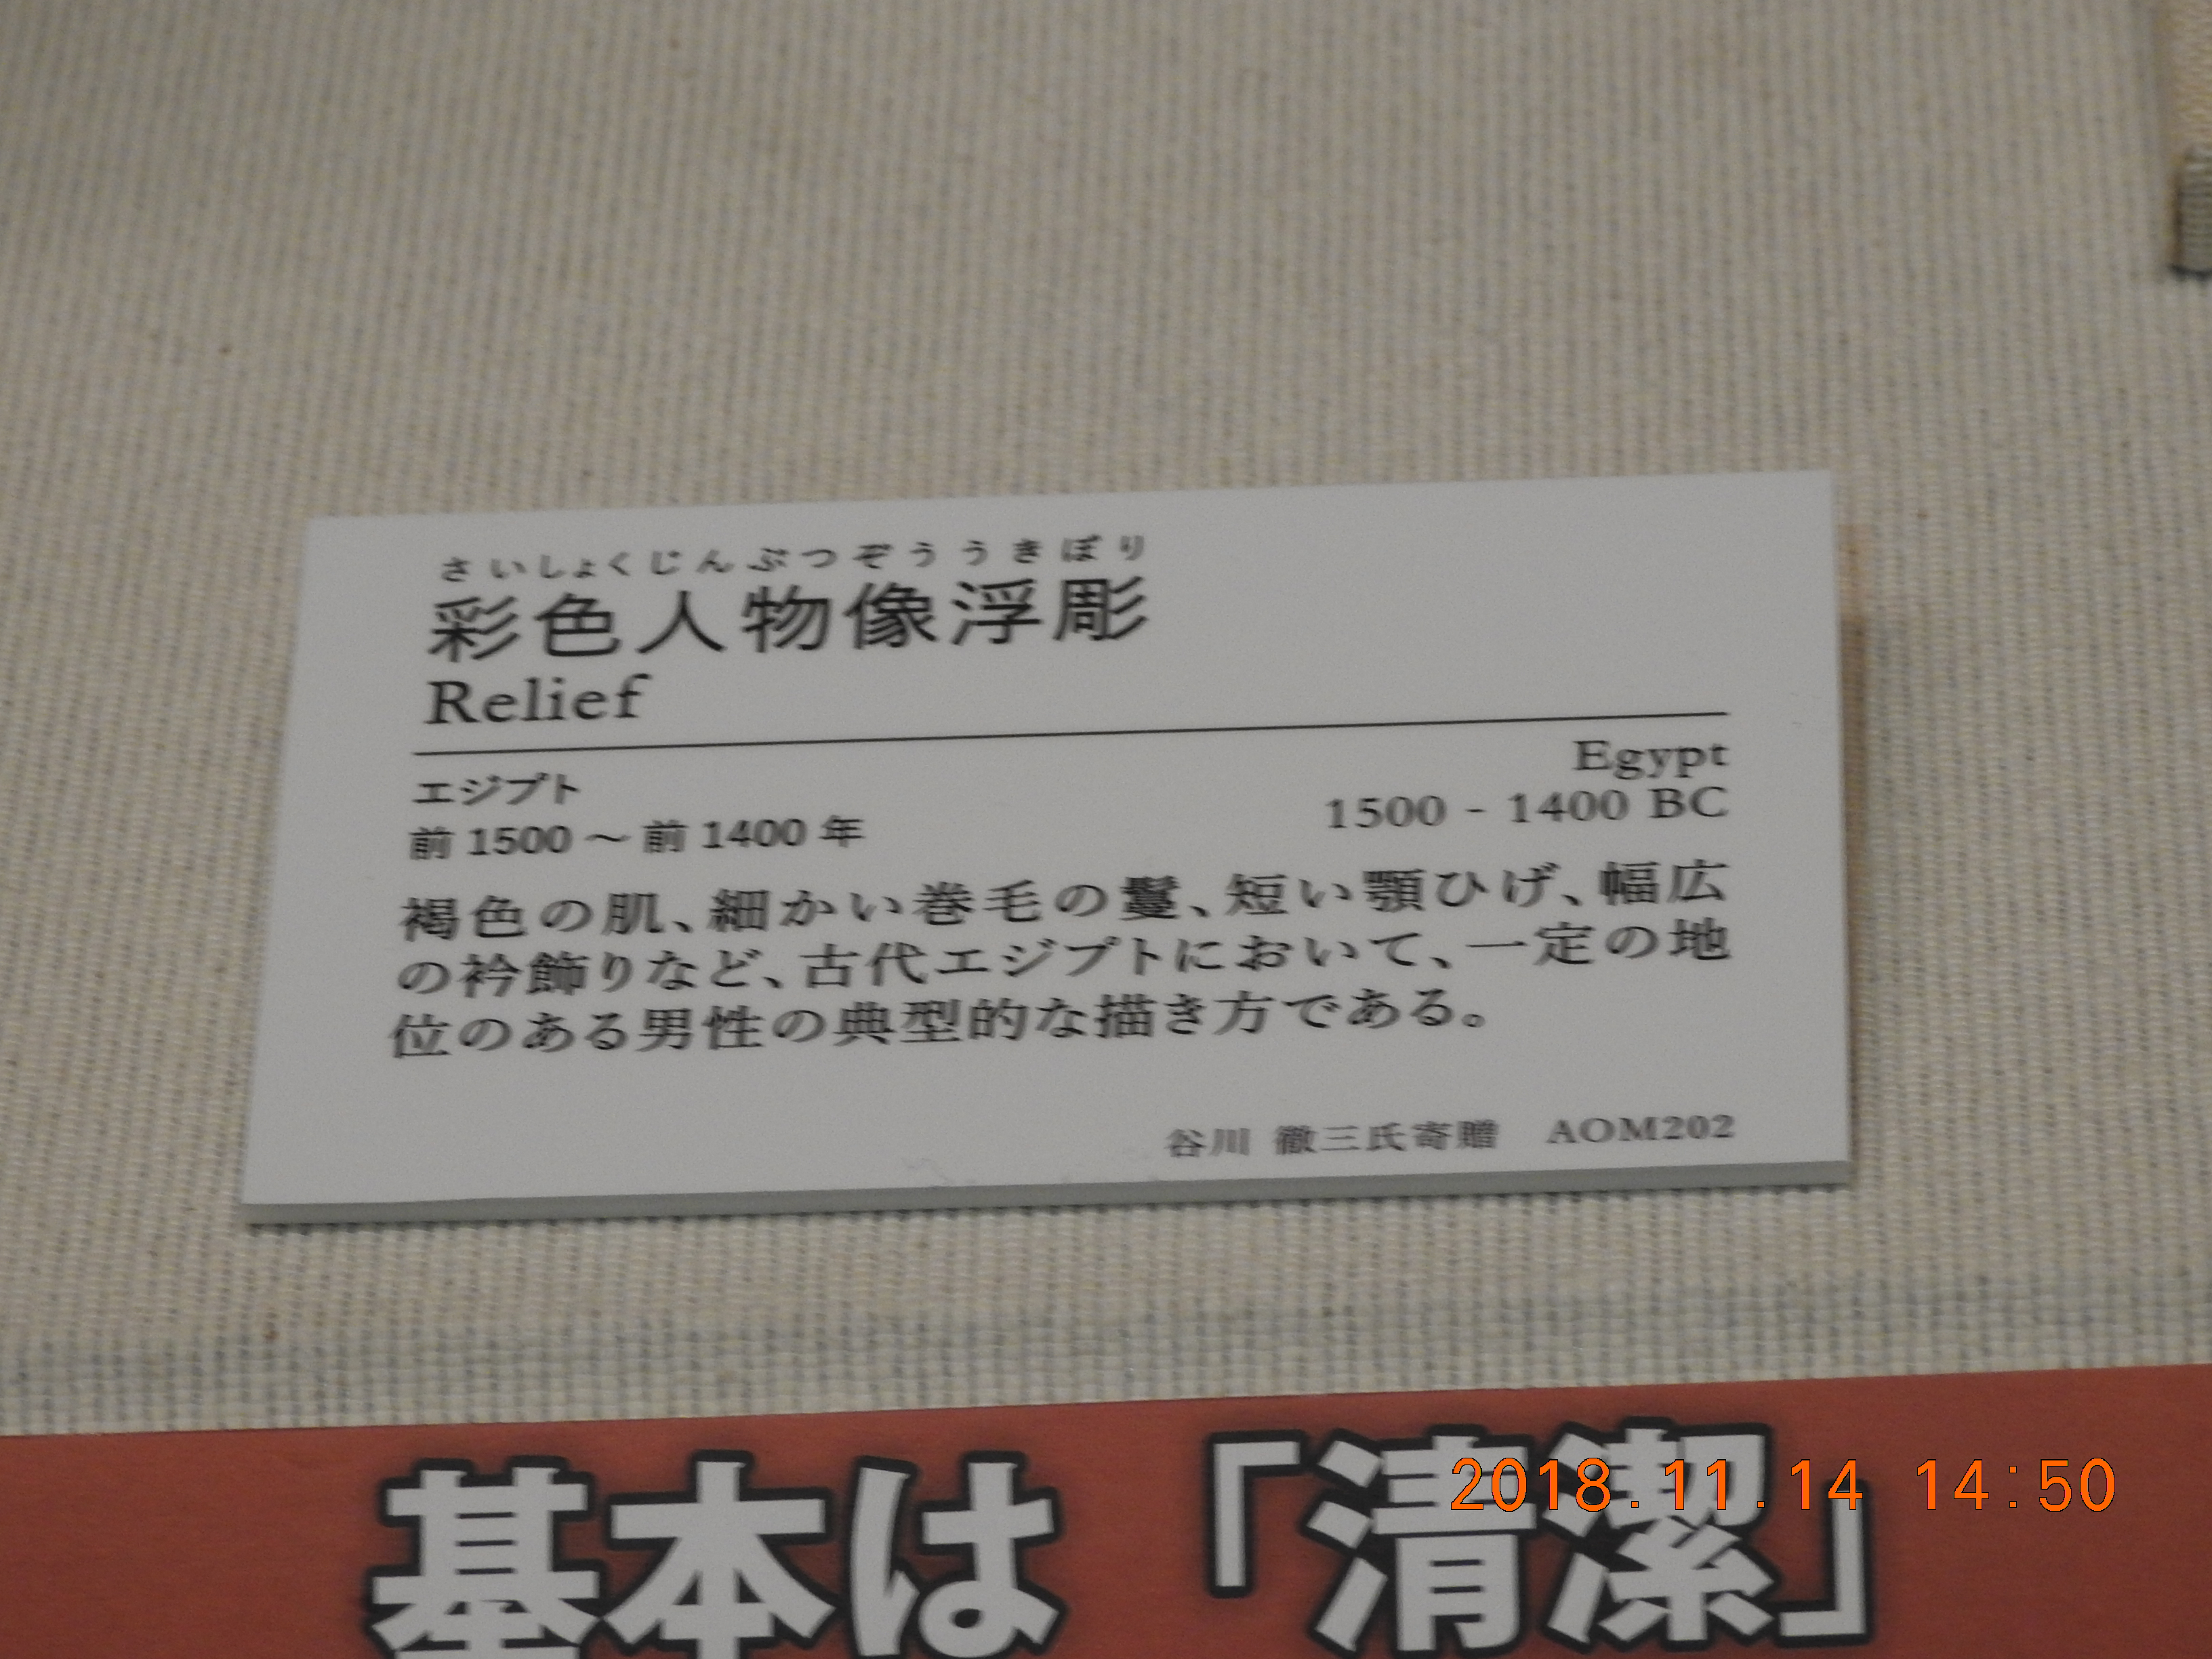 さいしょくじんぶつぞううきぼり
彩色人物像浮彫
Relief
エジプト
Egypt
前1500～前1400年
1500 - 1400 BC
褐色の肌、細かい巻毛の鬘、短い顎ひげ、幅広
の衿飾りなど、古代エジプトにおいて、一定の地
位のある男性の典型的な描き方である。
谷川 徹三氏寄贈 AOM202
基本は「清潔」
2018.11.14 14:50